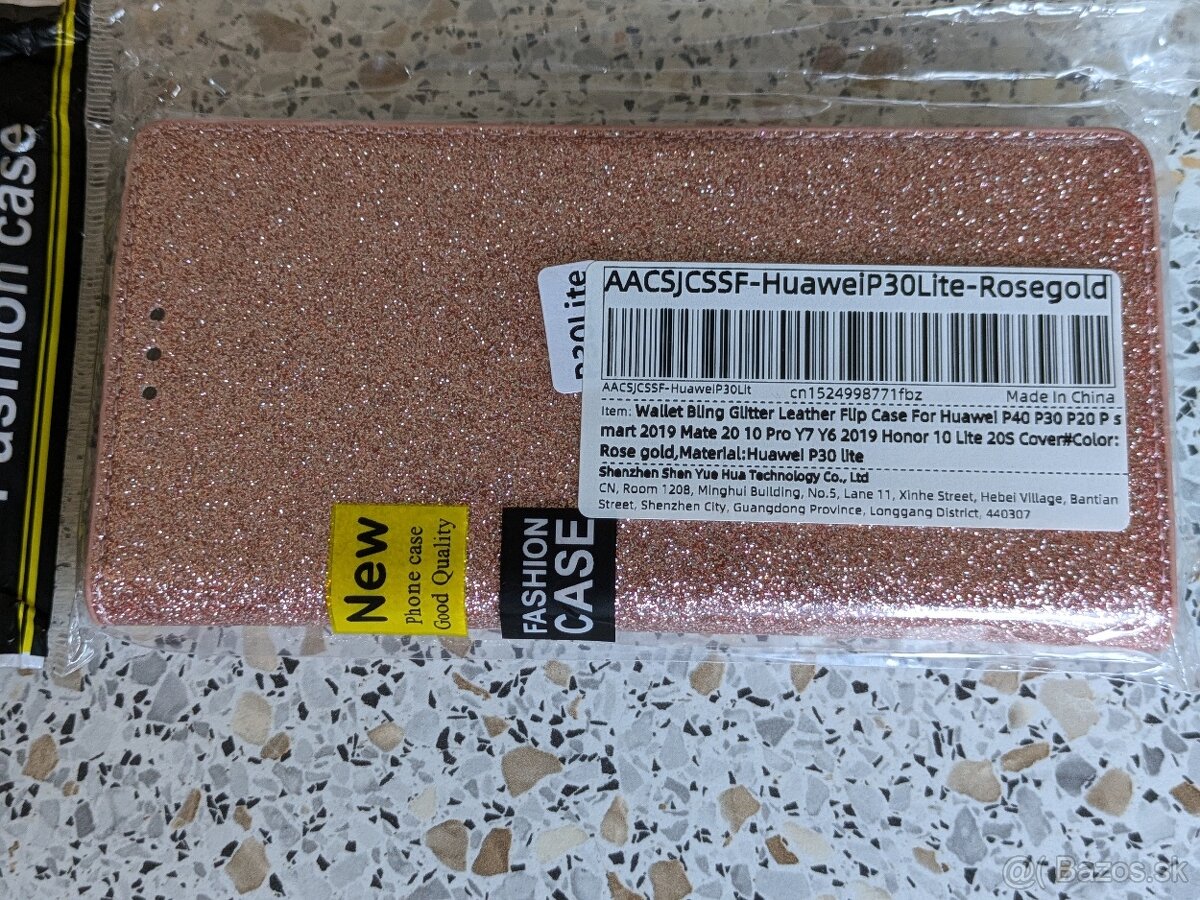 Fashion case
P30Lite
AACSJCSSF-HuaweiP30Lite-Rosegold
AACSJCSSF-HuaweiP30Lit
cn1524998771fbz
Made In China
Item: Wallet Bling Glitter Leather Flip Case For Huawei P40 P30 P20 P s
mart 2019 Mate 20 10 Pro Y7 Y6 2019 Honor 10 Lite 20S Cover#Color:
Rose gold,Material:Huawei P30 lite
Shenzhen Shen Yue Hua Technology Co., Ltd
CN, Room 1208, Minghui Building, No.5, Lane 11, Xinhe Street, Hebei Village, Bantian
Street, Shenzhen City, Guangdong Province, Longgang District, 440307
New
Phone case
Good Quality
FASHION
CASE
Bazos.sk